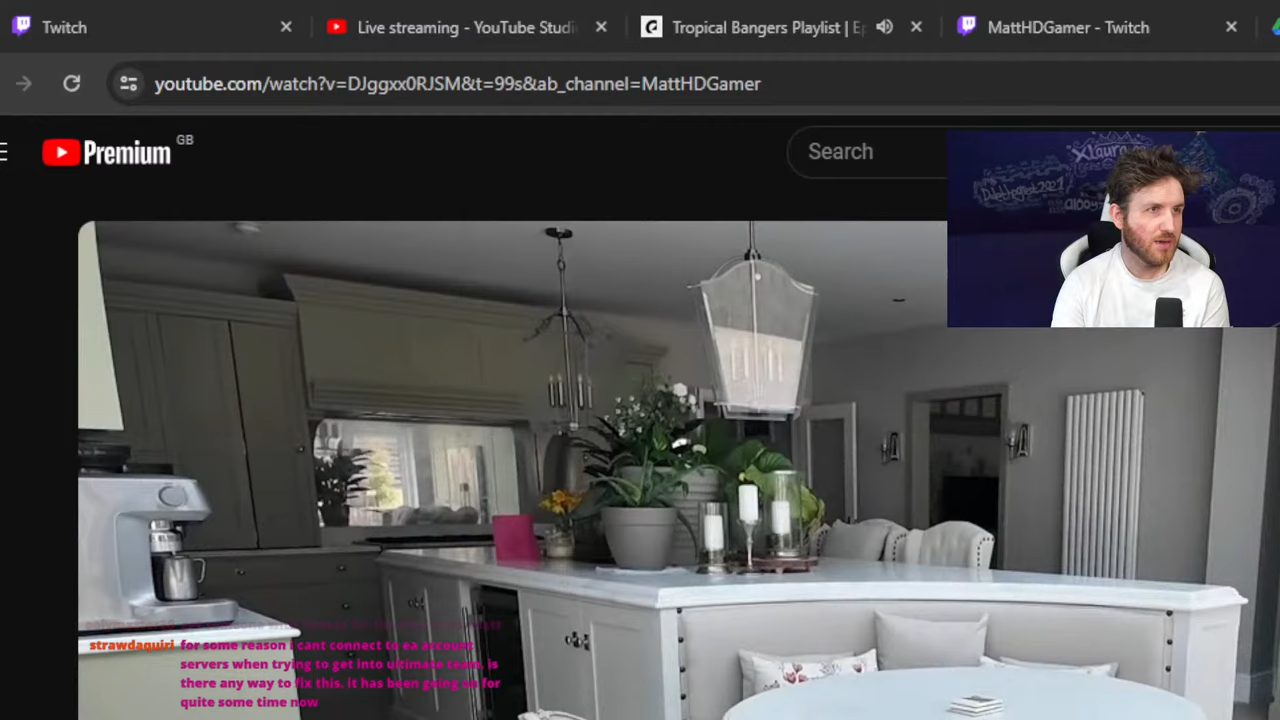 Twitch
Live streaming - YouTube Studi
Tropical Bangers Playlist | Ep
MattHDGamer - Twitch
youtube.com/watch?v=DJggxx0RJSM&t=99s&ab_channel=MattHDGamer
Premium GB
Search
xLaura
strawdaquiri for some reason i cant connect to ea account
servers when trying to get into ultimate team. is
there any way to fix this. it has been going on for
quite some time now